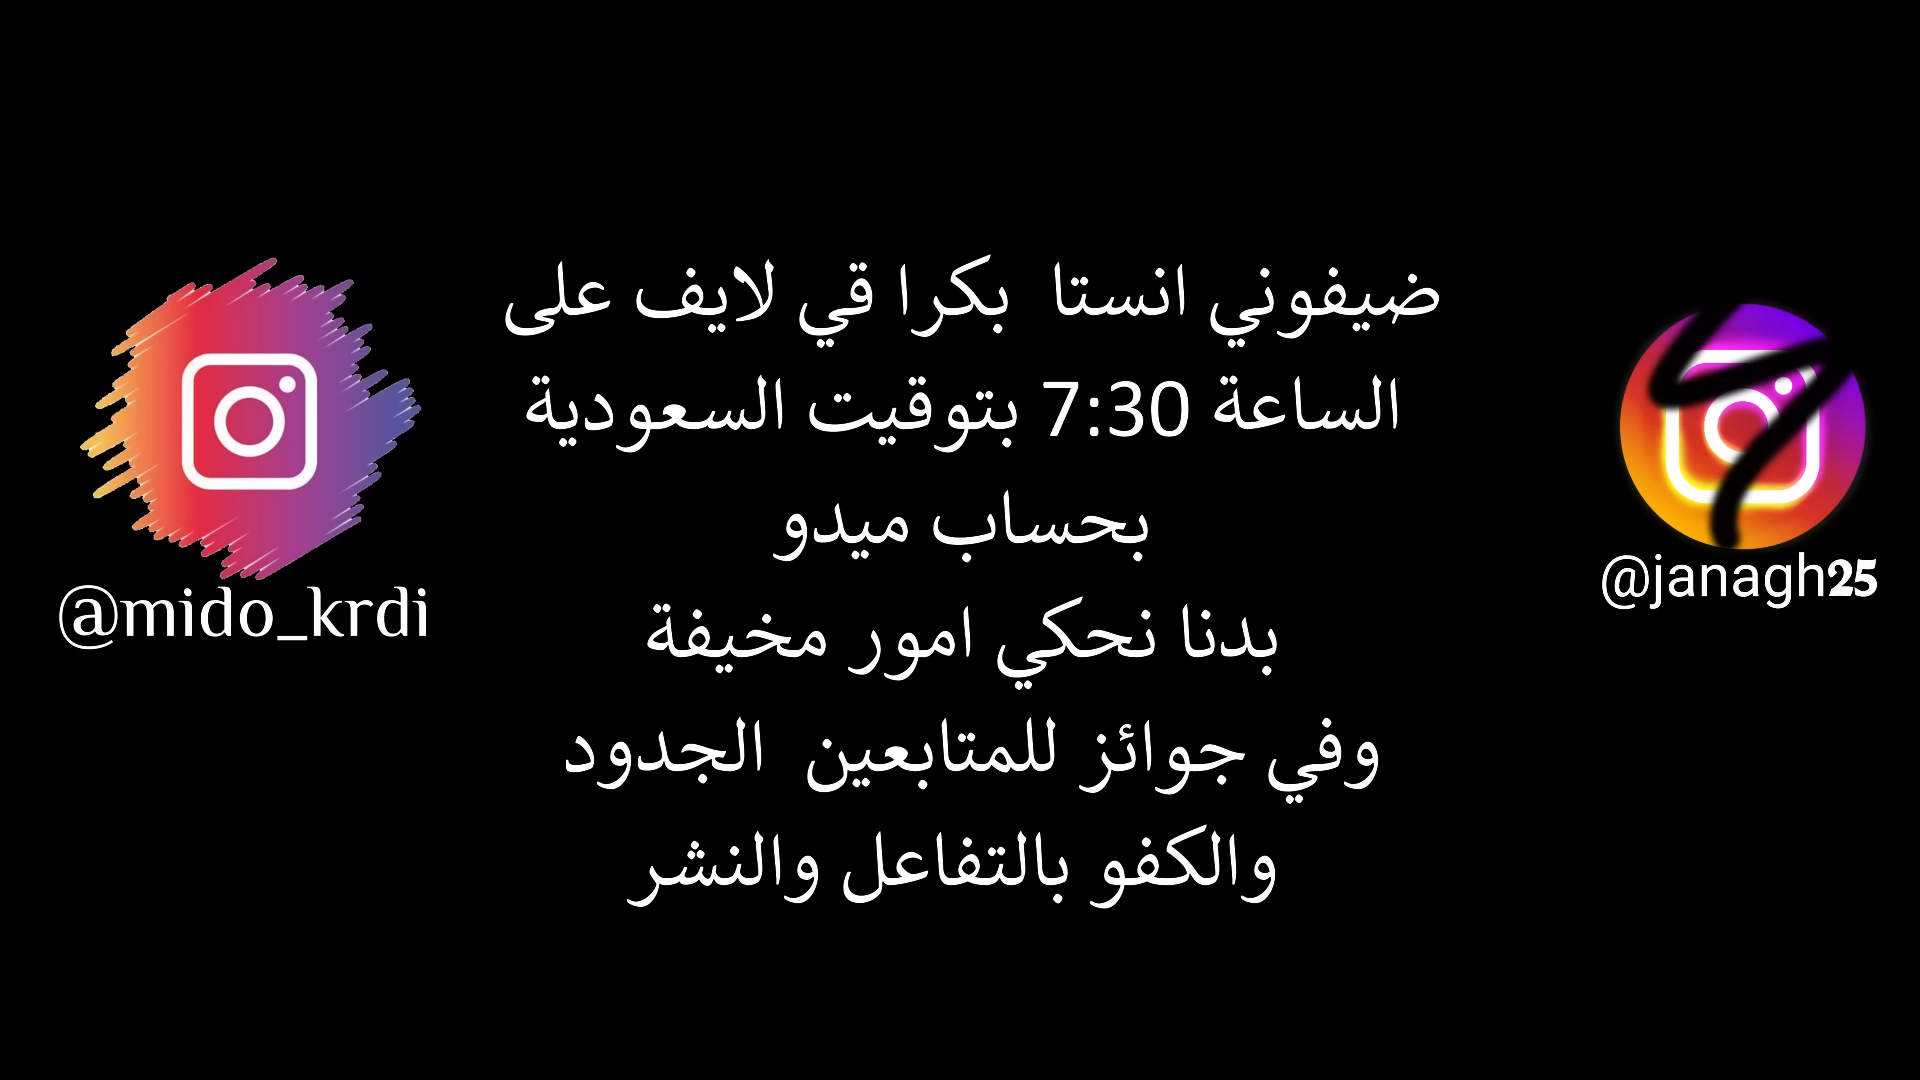 ضيفوني انستا بكرا قي لايف على
الساعة 7:30 بتوقيت السعودية
بحساب ميدو
بدنا نحكي امور مخيفة
وفي جوائز للمتابعين الجدود
والكفو بالتفاعل والنشر
@mido_krdi
@janagh25